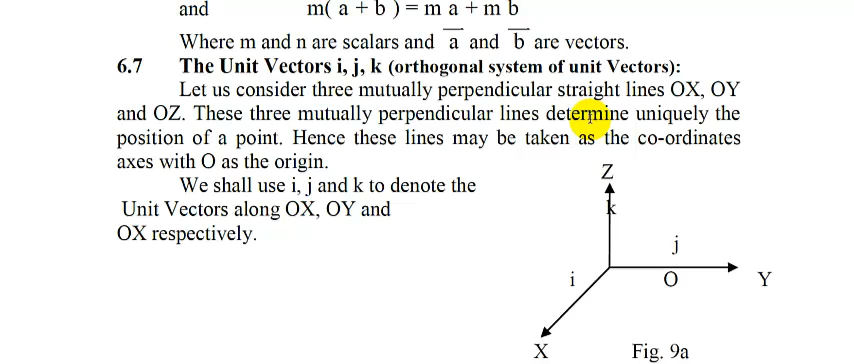 and m( a + b ) = m a + m b
Where m and n are scalars and a and b are vectors.
6.7 The Unit Vectors i, j, k (orthogonal system of unit Vectors):
Let us consider three mutually perpendicular straight lines OX, OY
and OZ. These three mutually perpendicular lines determine uniquely the
position of a point. Hence these lines may be taken as the co-ordinates
axes with O as the origin.
We shall use i, j and k to denote the
Unit Vectors along OX, OY and
OX respectively.
Z
k
j
i
O
Y
X
Fig. 9a